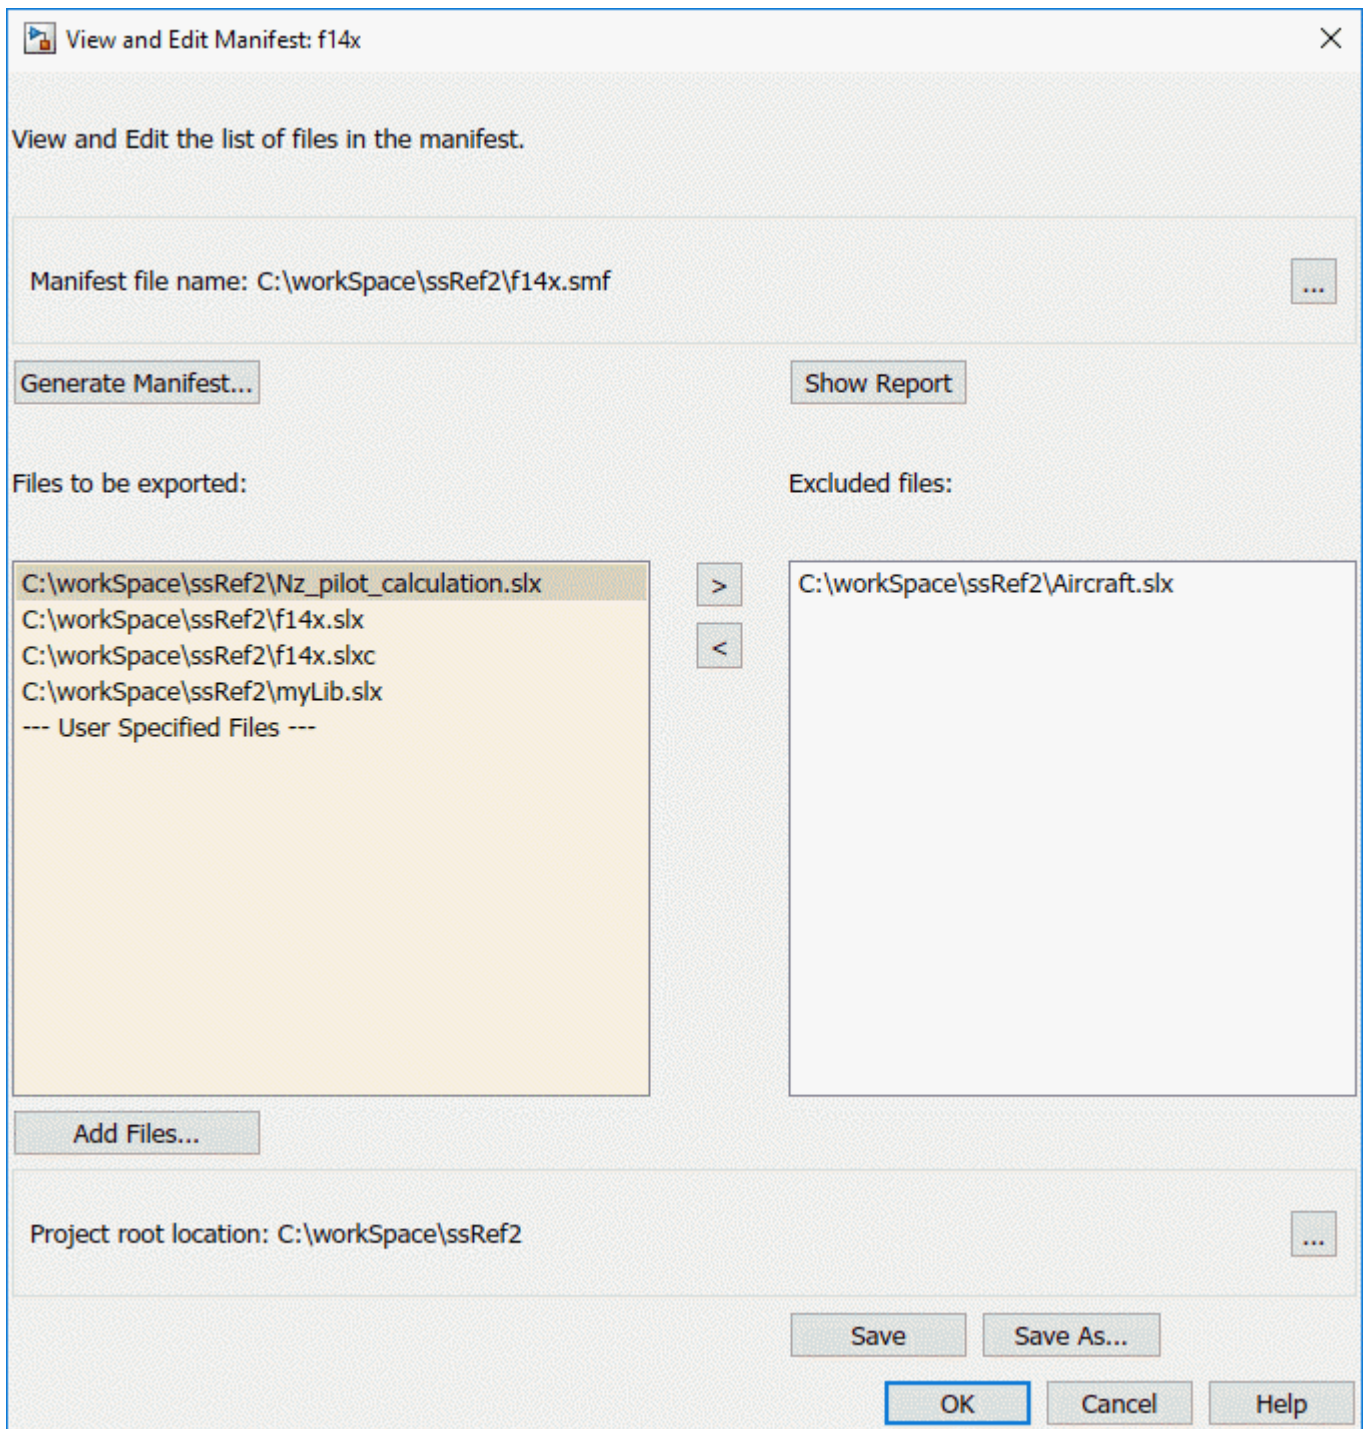 View and Edit Manifest: f14x
View and Edit the list of files in the manifest.
Manifest file name: C:\workSpace\ssRef2\f14x.smf
...
Generate Manifest...
Show Report
Files to be exported:
Excluded files:
C:\workSpace\ssRef2\Nz_pilot_calculation.slx
C:\workSpace\ssRef2\f14x.slx
C:\workSpace\ssRef2\f14x.slxc
C:\workSpace\ssRef2\myLib.slx
--- User Specified Files ---
>
<
C:\workSpace\ssRef2\Aircraft.slx
Add Files...
Project root location: C:\workSpace\ssRef2
...
Save
Save As...
OK
Cancel
Help